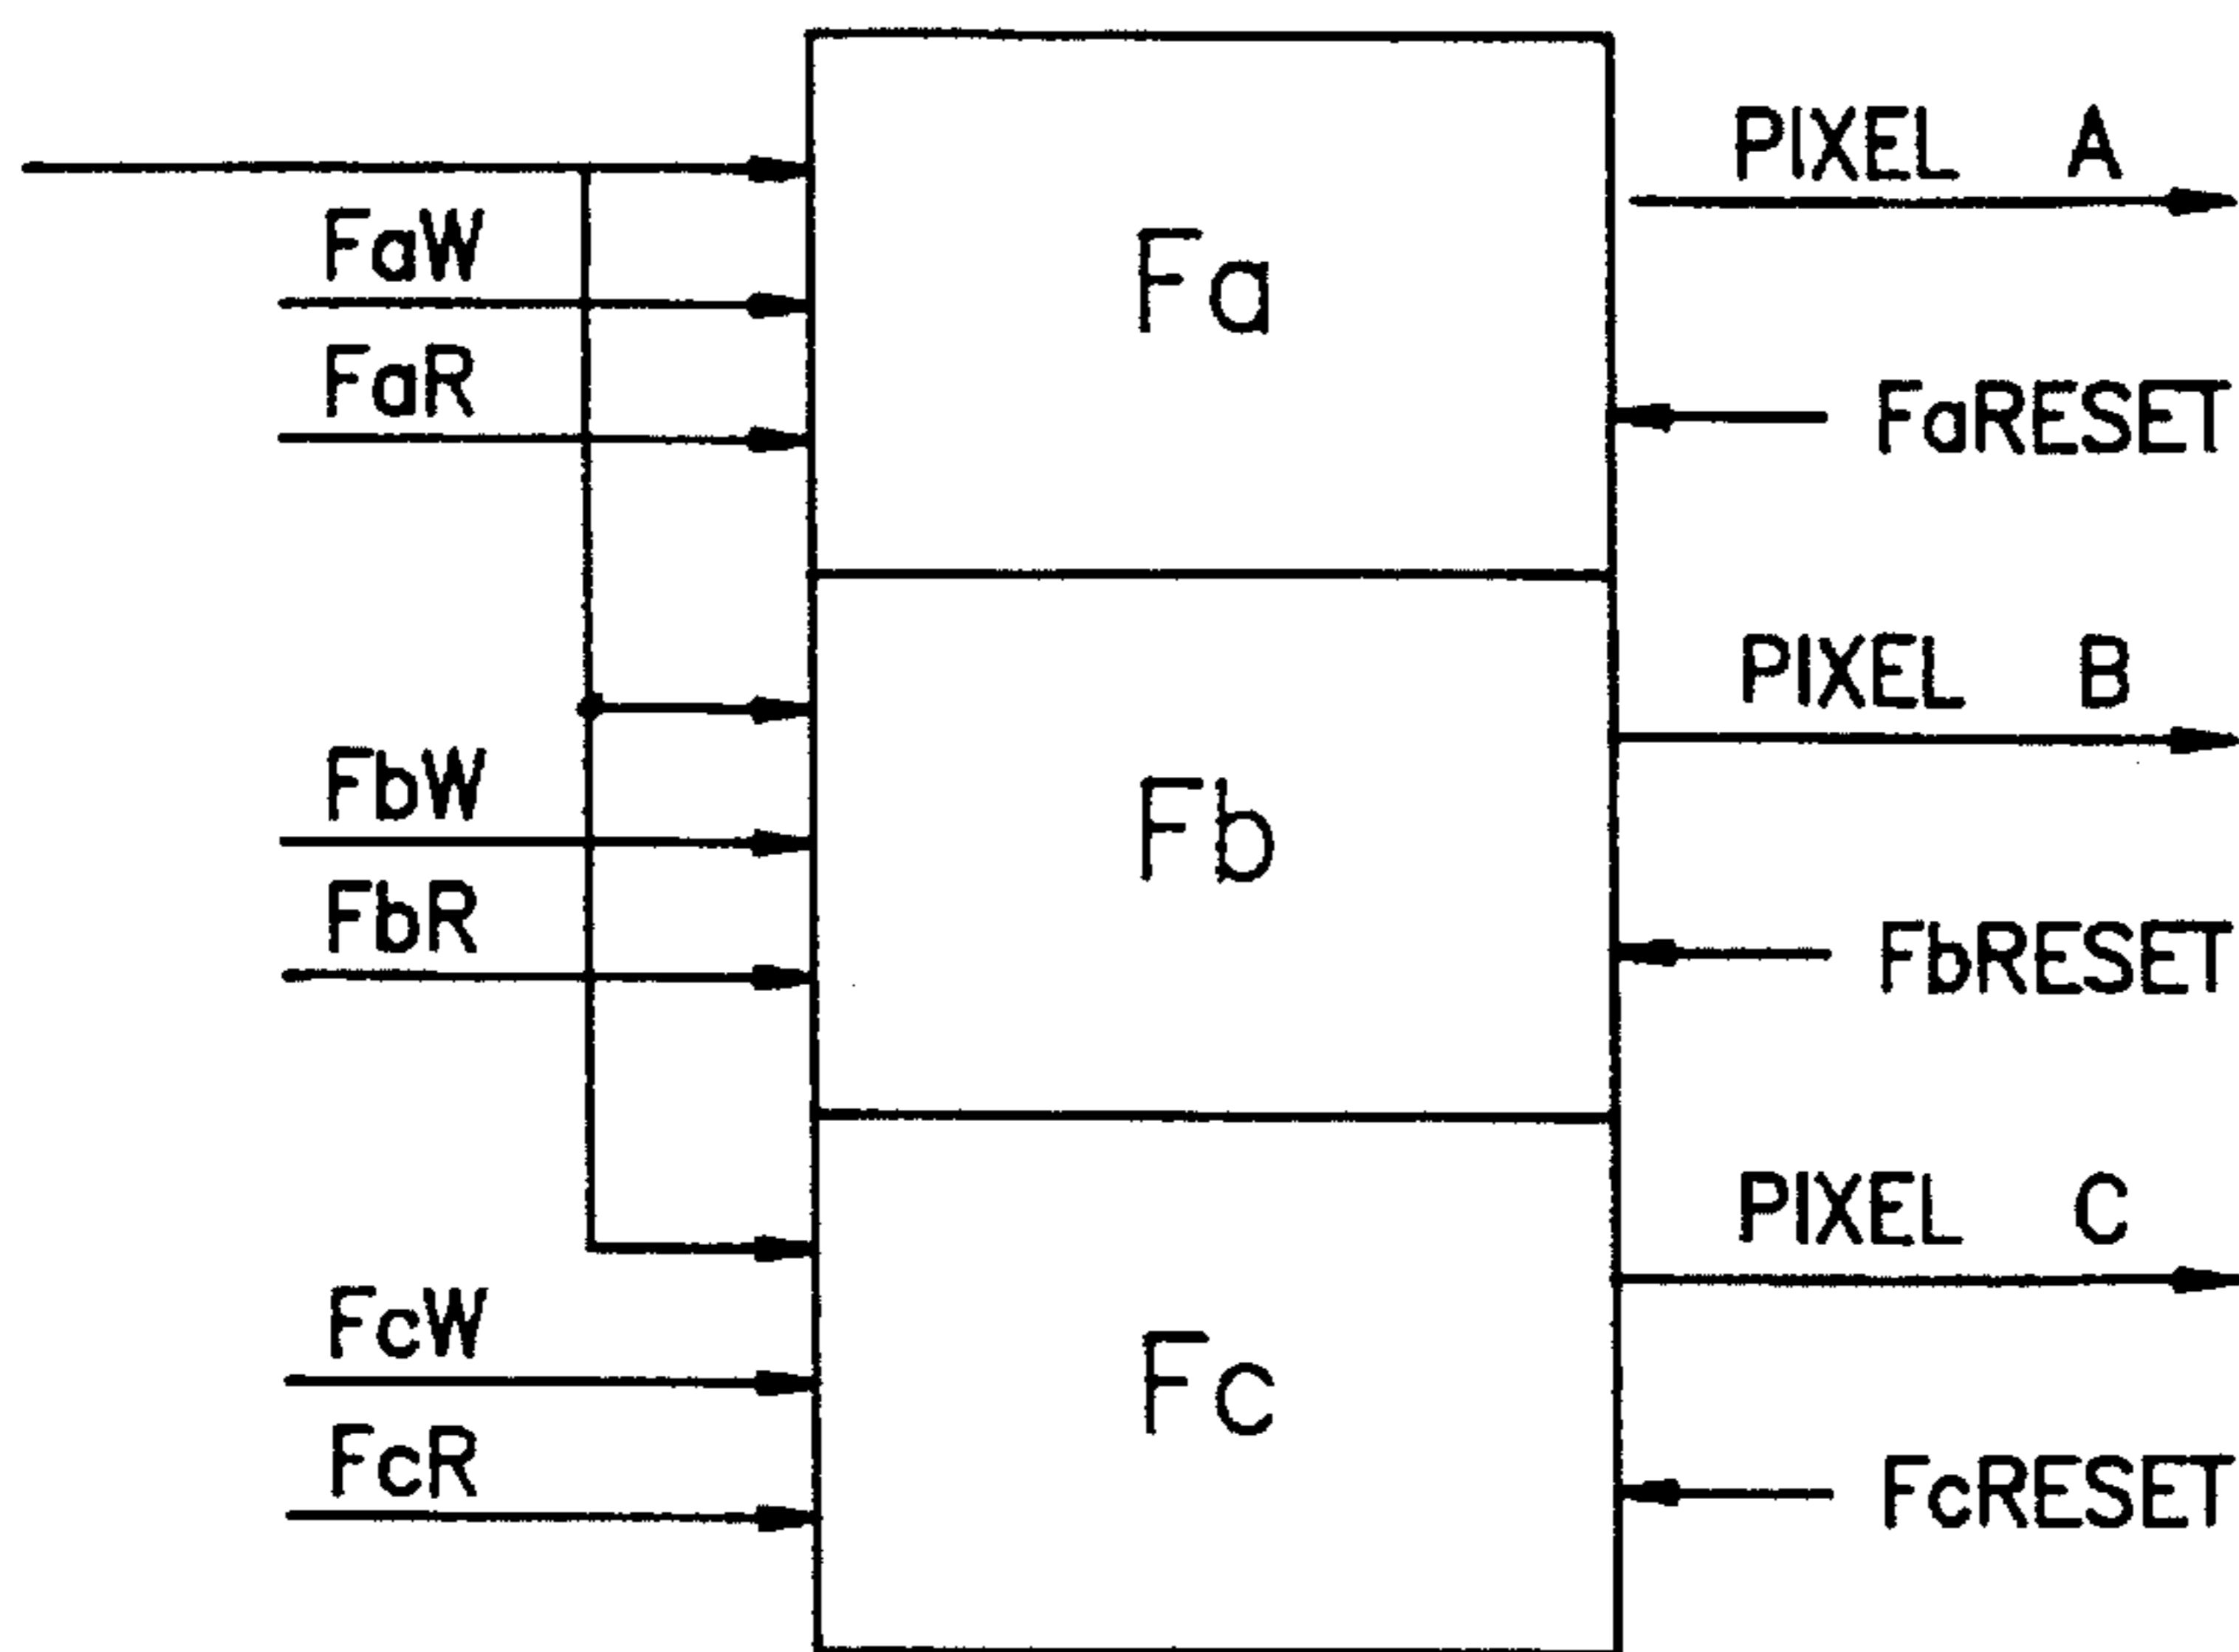 PIXEL A
FaW
Fa
FaR
FaRESET
PIXEL B
FbW
Fb
FbR
FbRESET
PIXEL C
FcW
Fc
FcR
FcRESET